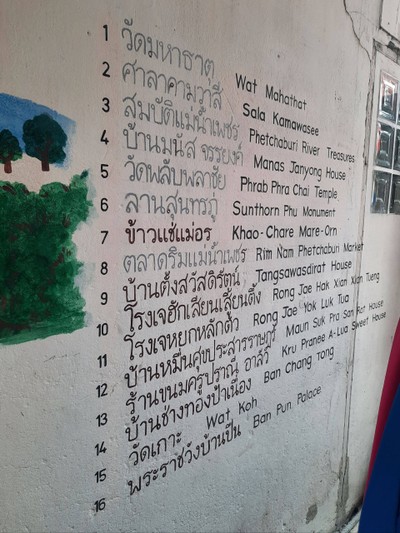 1 วัดมหาธาตุ Wat Mahathat
2 ศาลาคามวาสี Sala Kamawasee
3 สมบัติแม่น้ำเพชร Phetchaburi River Treasures
4 บ้านมนัส จรรยงค์ Manas Janyong House
5 วัดพลับพลาชัย Phrab Phra Chai Temple
6 ลานสุนทรภู่ Sunthorn Phu Monument
7 ข้าวแช่แม่อร Khao-Chare Mare-Orn
8 ตลาดริมแม่น้ำเพชร Rim Nam Phetchaburi Market
9 บ้านตั้งสวัสดิรัตน์ Tangsawasdirat House
10 โรงเจฮักเซียนเซี้ยนตึ้ง Rong Jae Hak Xian Xian Tueng
11 โรงเจหยกหลักตั้ว Rong Jae Yok Luk Tua
12 บ้านหมื่นศุขประสารราษฎร์ Maun Suk Pra San Rat House
13 ร้านขนมครูปราณี อาลัว Kru Pranee A-Lua Sweet House
14 บ้านช่างทองป้าเนื่อง Ban Chang Tong
15 วัดเกาะ Wat Koh
16 พระราชวังบ้านปืน Ban Pun Palace